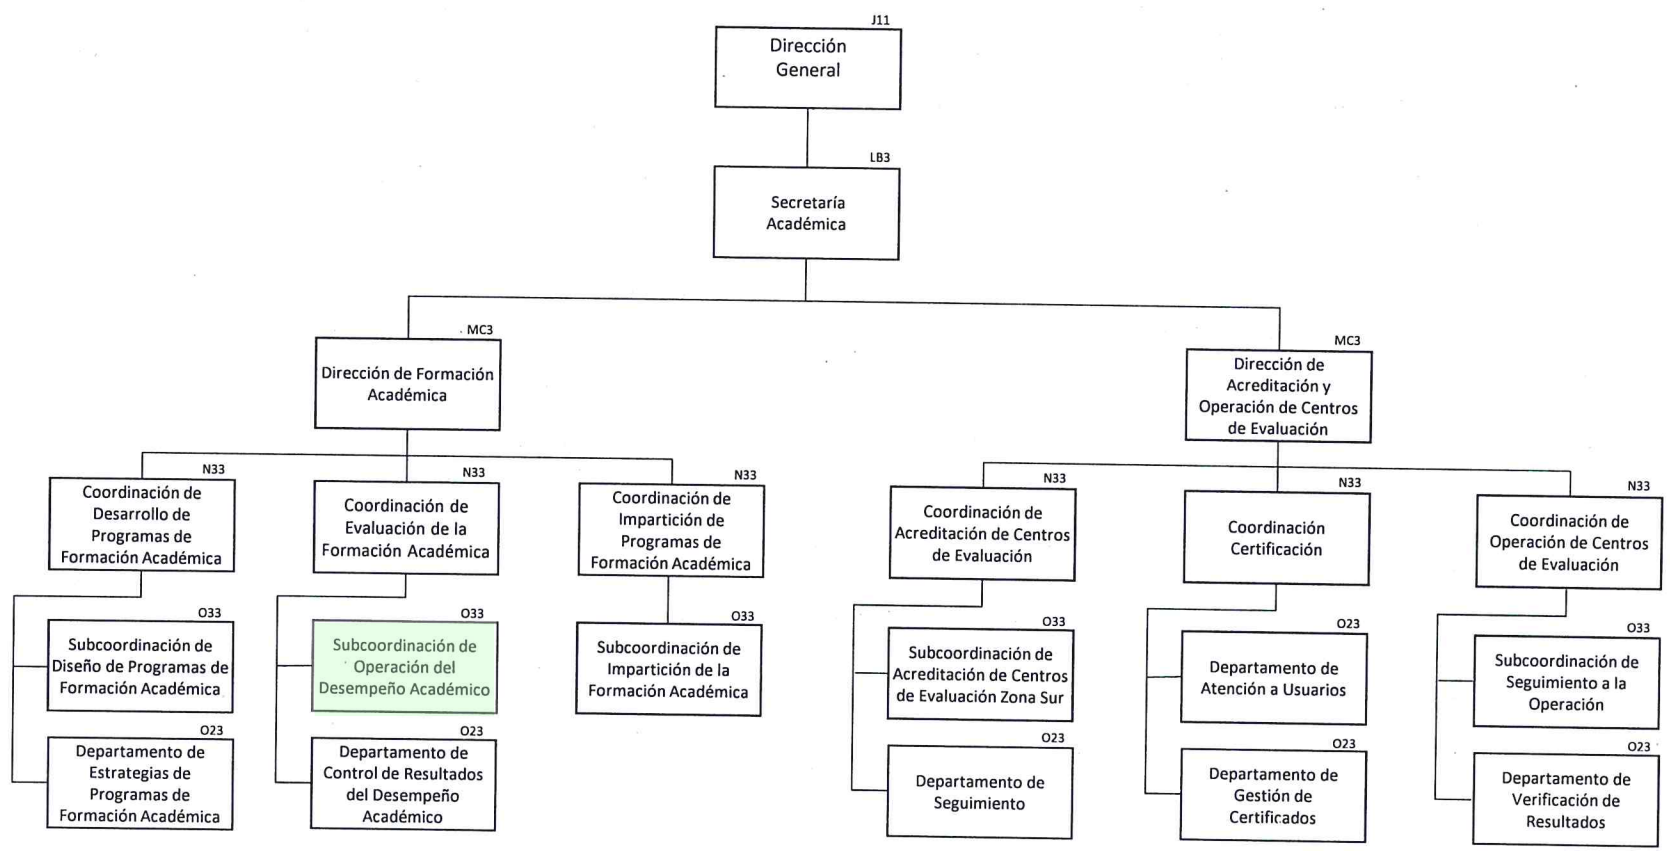 J11
Dirección
General
LB3
Secretaría
Académica
MC3
Dirección de Formación
Académica
MC3
Dirección de
Acreditación y
Operación de Centros
de Evaluación
N33
Coordinación de
Desarrollo de
Programas de
Formación Académica
N33
Coordinación de
Evaluación de la
Formación Académica
N33
Coordinación de
Impartición de
Programas de
Formación Académica
N33
Coordinación de
Acreditación de Centros
de Evaluación
N33
Coordinación
Certificación
N33
Coordinación de
Operación de Centros
de Evaluación
O33
Subcoordinación de
Diseño de Programas de
Formación Académica
O33
Subcoordinación de
Operación del
Desempeño Académico
O33
Subcoordinación de
Impartición de la
Formación Académica
O33
Subcoordinación de
Acreditación de Centros
de Evaluación Zona Sur
O23
Departamento de
Atención a Usuarios
O33
Subcoordinación de
Seguimiento a la
Operación
O23
Departamento de
Estrategias de
Programas de
Formación Académica
O23
Departamento de
Control de Resultados
del Desempeño
Académico
O23
Departamento de
Seguimiento
O23
Departamento de
Gestión de
Certificados
O23
Departamento de
Verificación de
Resultados